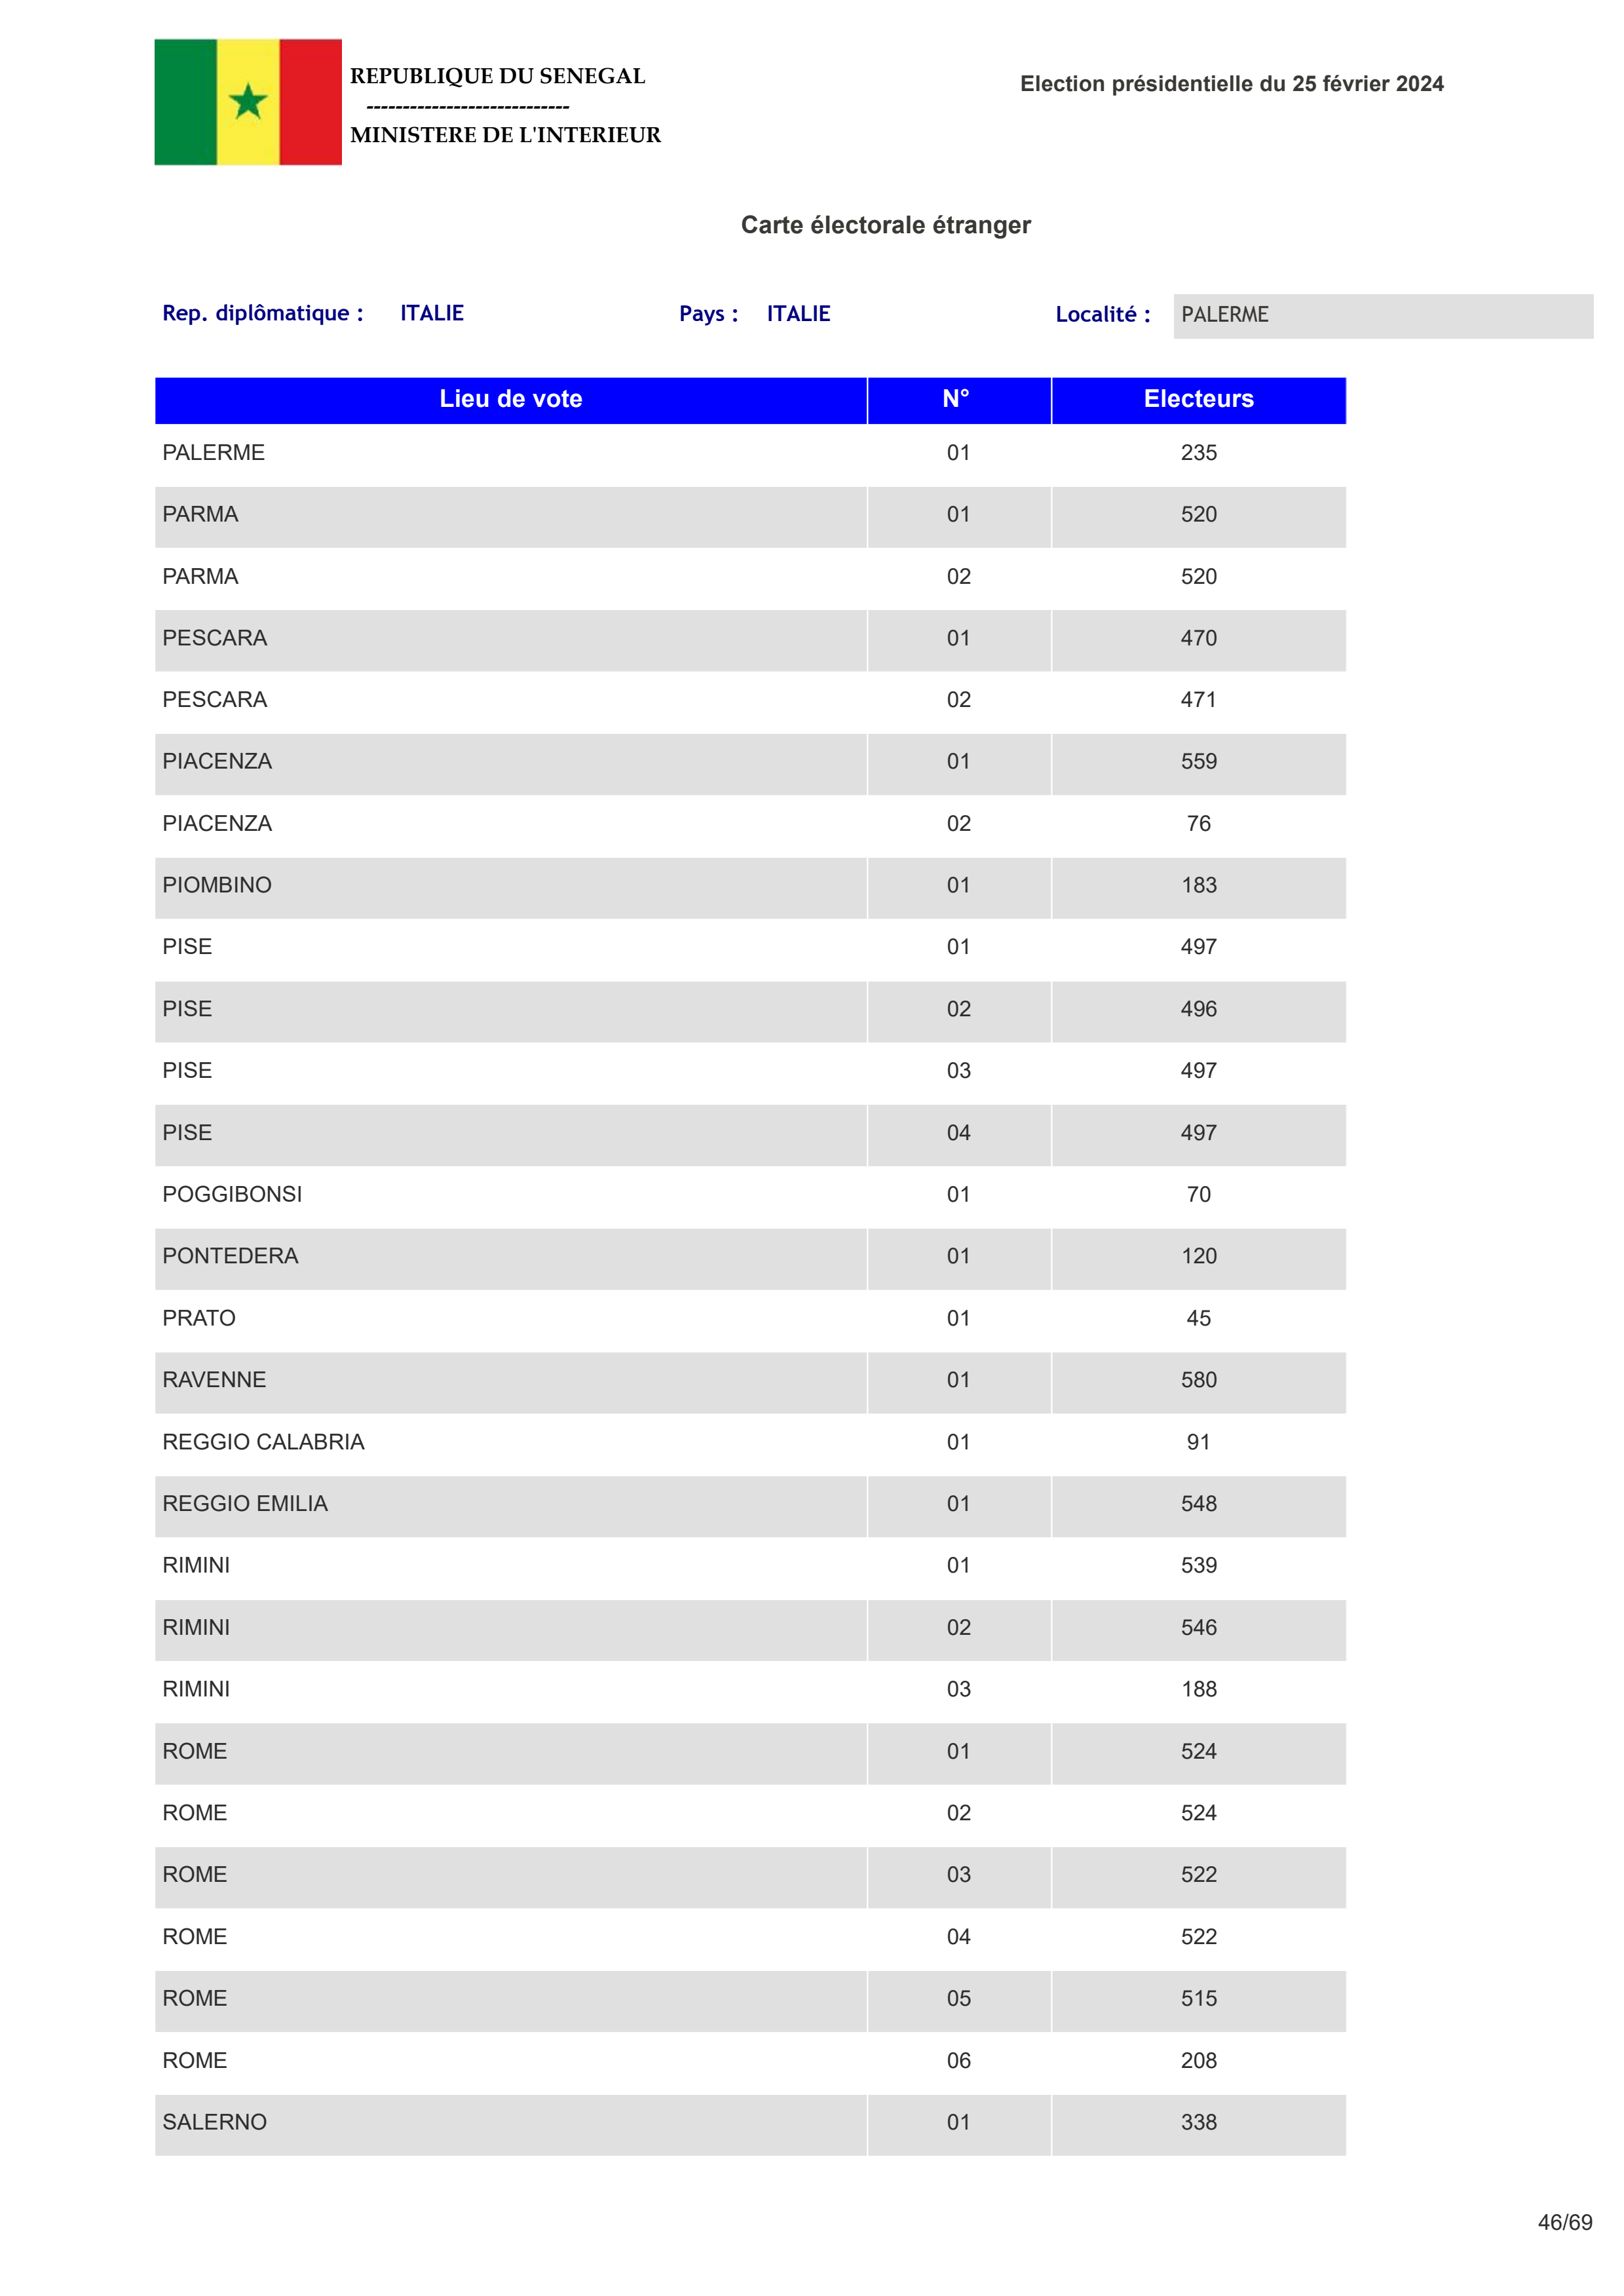 REPUBLIQUE DU SENEGAL
----------------------------
MINISTERE DE L'INTERIEUR
Election présidentielle du 25 février 2024
Carte électorale étranger
Rep. diplômatique : ITALIE Pays : ITALIE Localité : PALERME
Lieu de vote N° Electeurs
PALERME 01 235
PARMA 01 520
PARMA 02 520
PESCARA 01 470
PESCARA 02 471
PIACENZA 01 559
PIACENZA 02 76
PIOMBINO 01 183
PISE 01 497
PISE 02 496
PISE 03 497
PISE 04 497
POGGIBONSI 01 70
PONTEDERA 01 120
PRATO 01 45
RAVENNE 01 580
REGGIO CALABRIA 01 91
REGGIO EMILIA 01 548
RIMINI 01 539
RIMINI 02 546
RIMINI 03 188
ROME 01 524
ROME 02 524
ROME 03 522
ROME 04 522
ROME 05 515
ROME 06 208
SALERNO 01 338
46/69